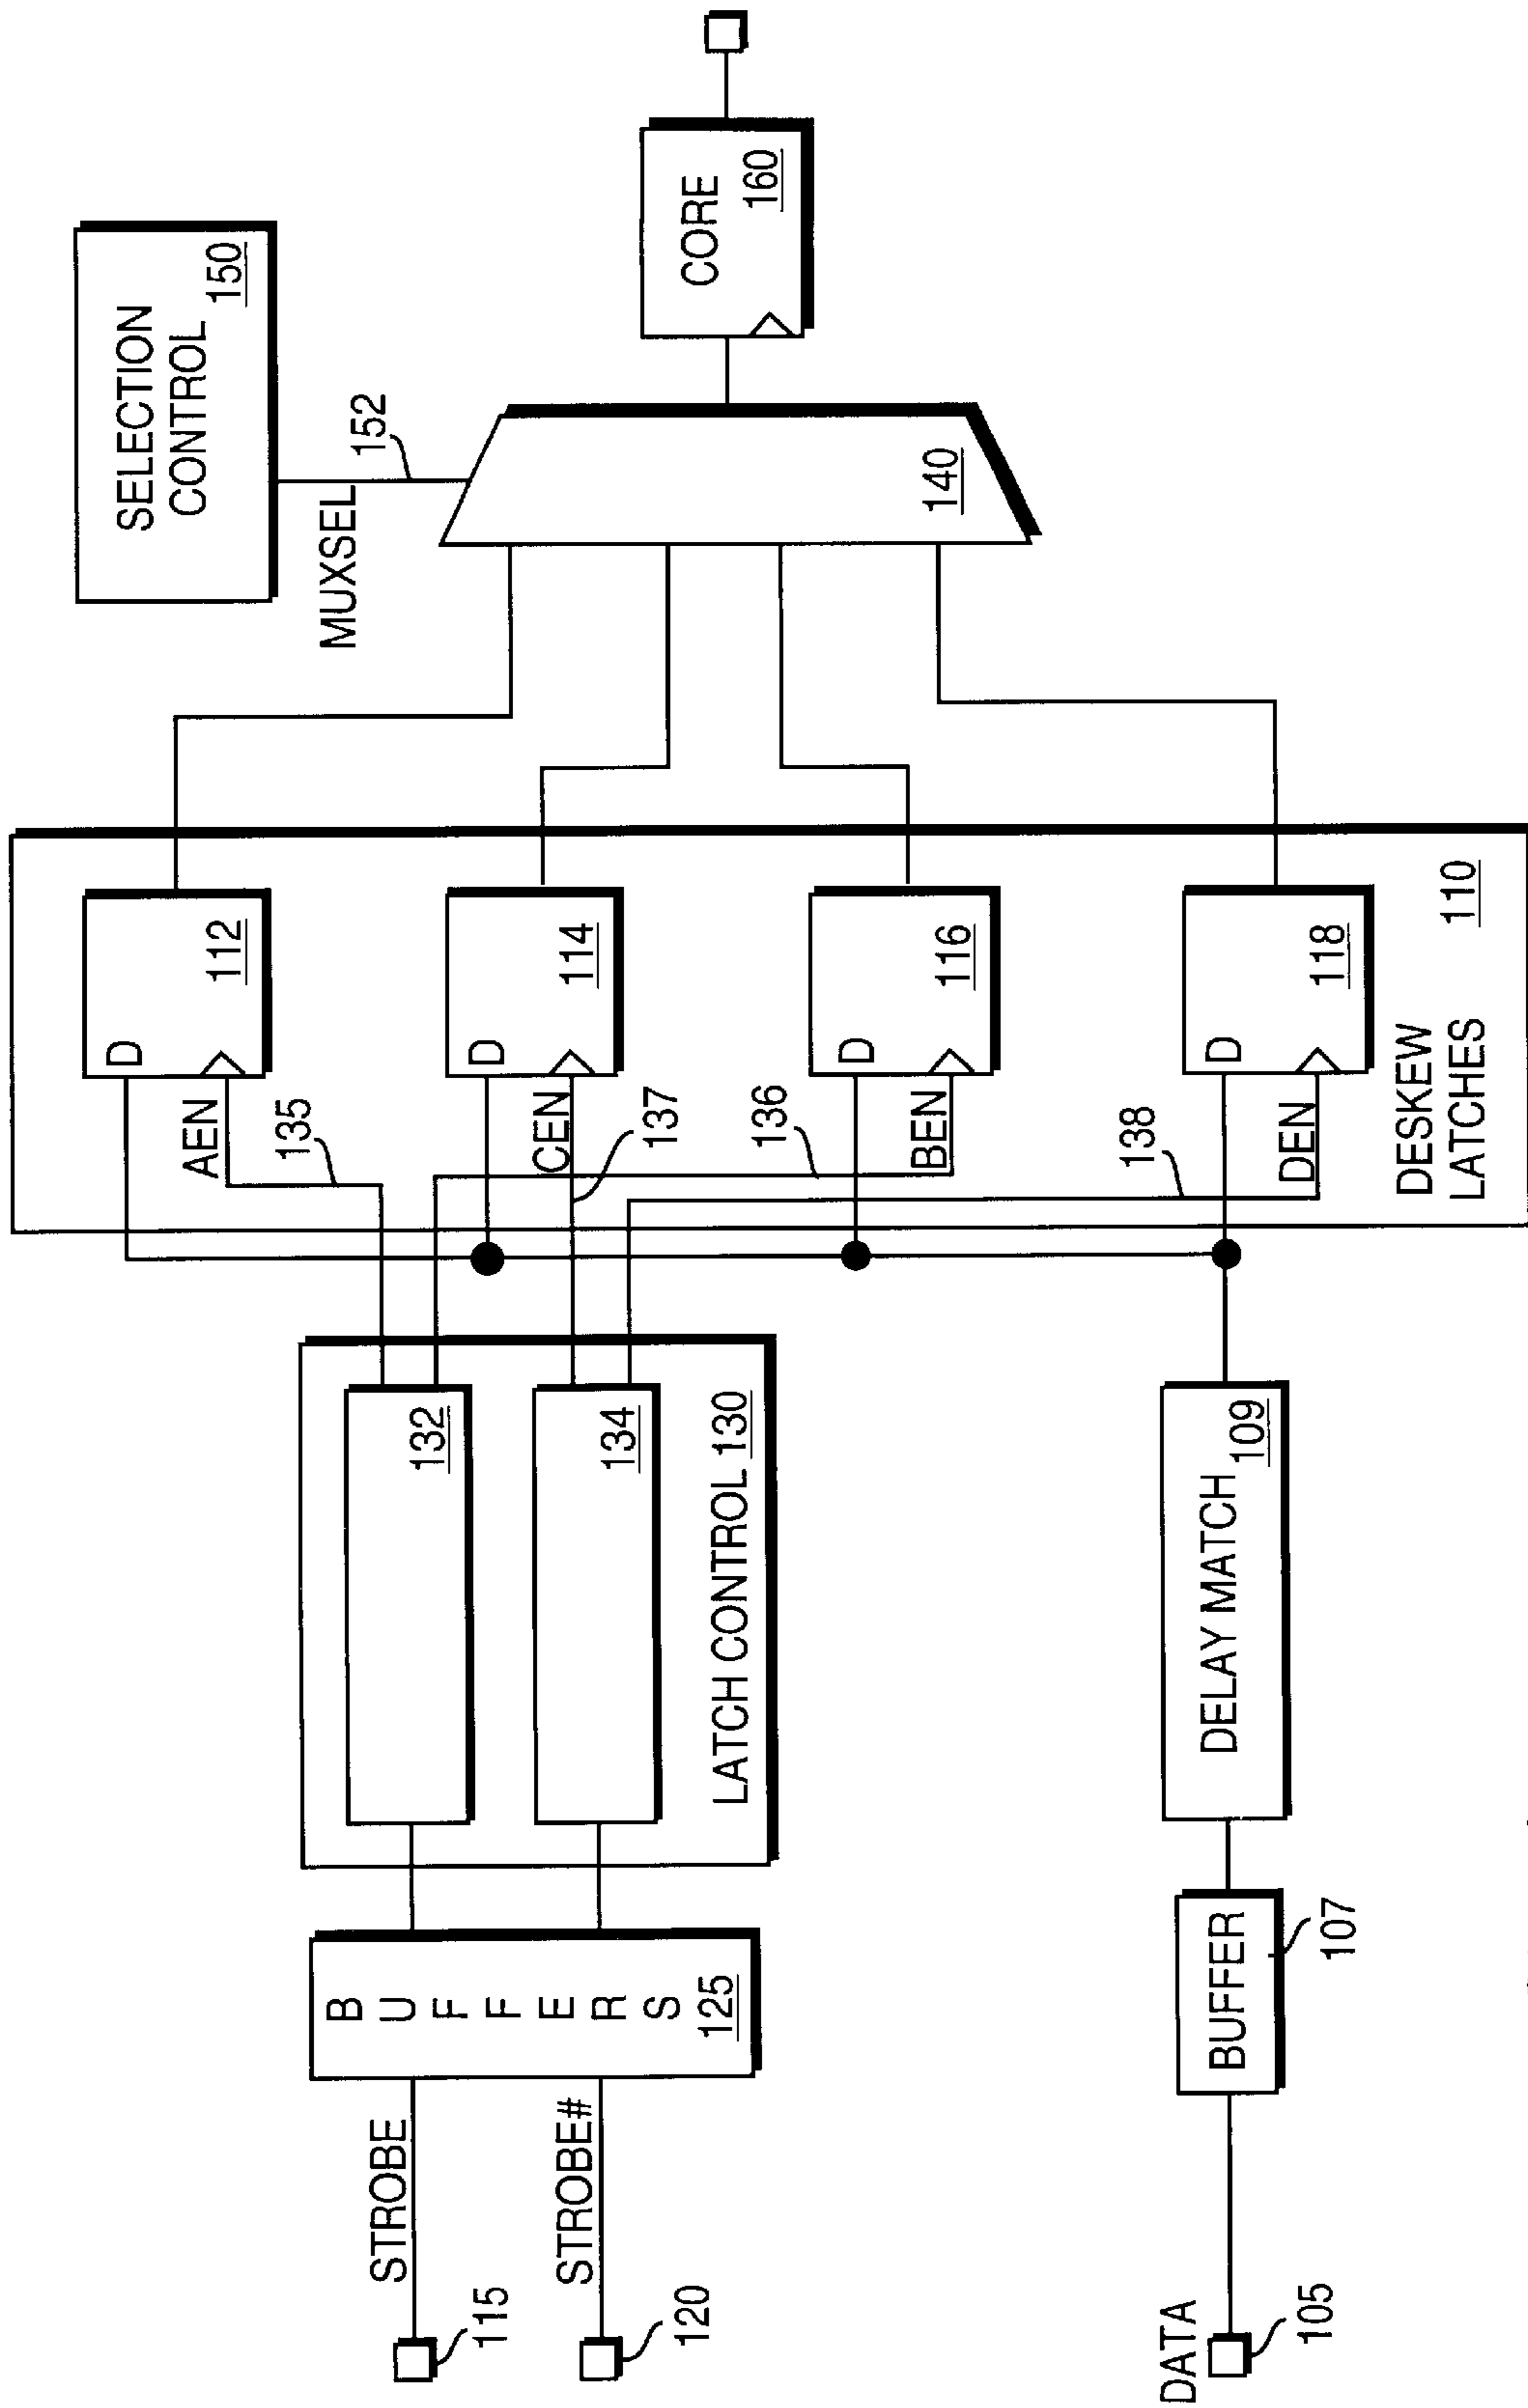 STROBE
115
STROBE#
120
DATA
105
B
U
F
F
E
R
S
125
BUFFER
107
132
134
LATCH CONTROL 130
DELAY MATCH
109
AEN
135
CEN
137
136
BEN
138
DEN
D
112
D
114
D
116
D
118
DESKEW
LATCHES
110
SELECTION
CONTROL
150
MUXSEL
152
140
CORE
160